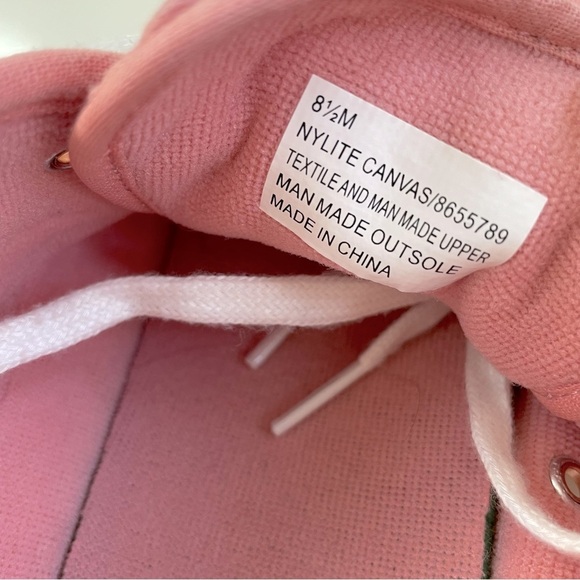 8½M
NYLITE CANVAS/8655789
TEXTILE AND MAN MADE UPPER
MAN MADE OUTSOLE
MADE IN CHINA